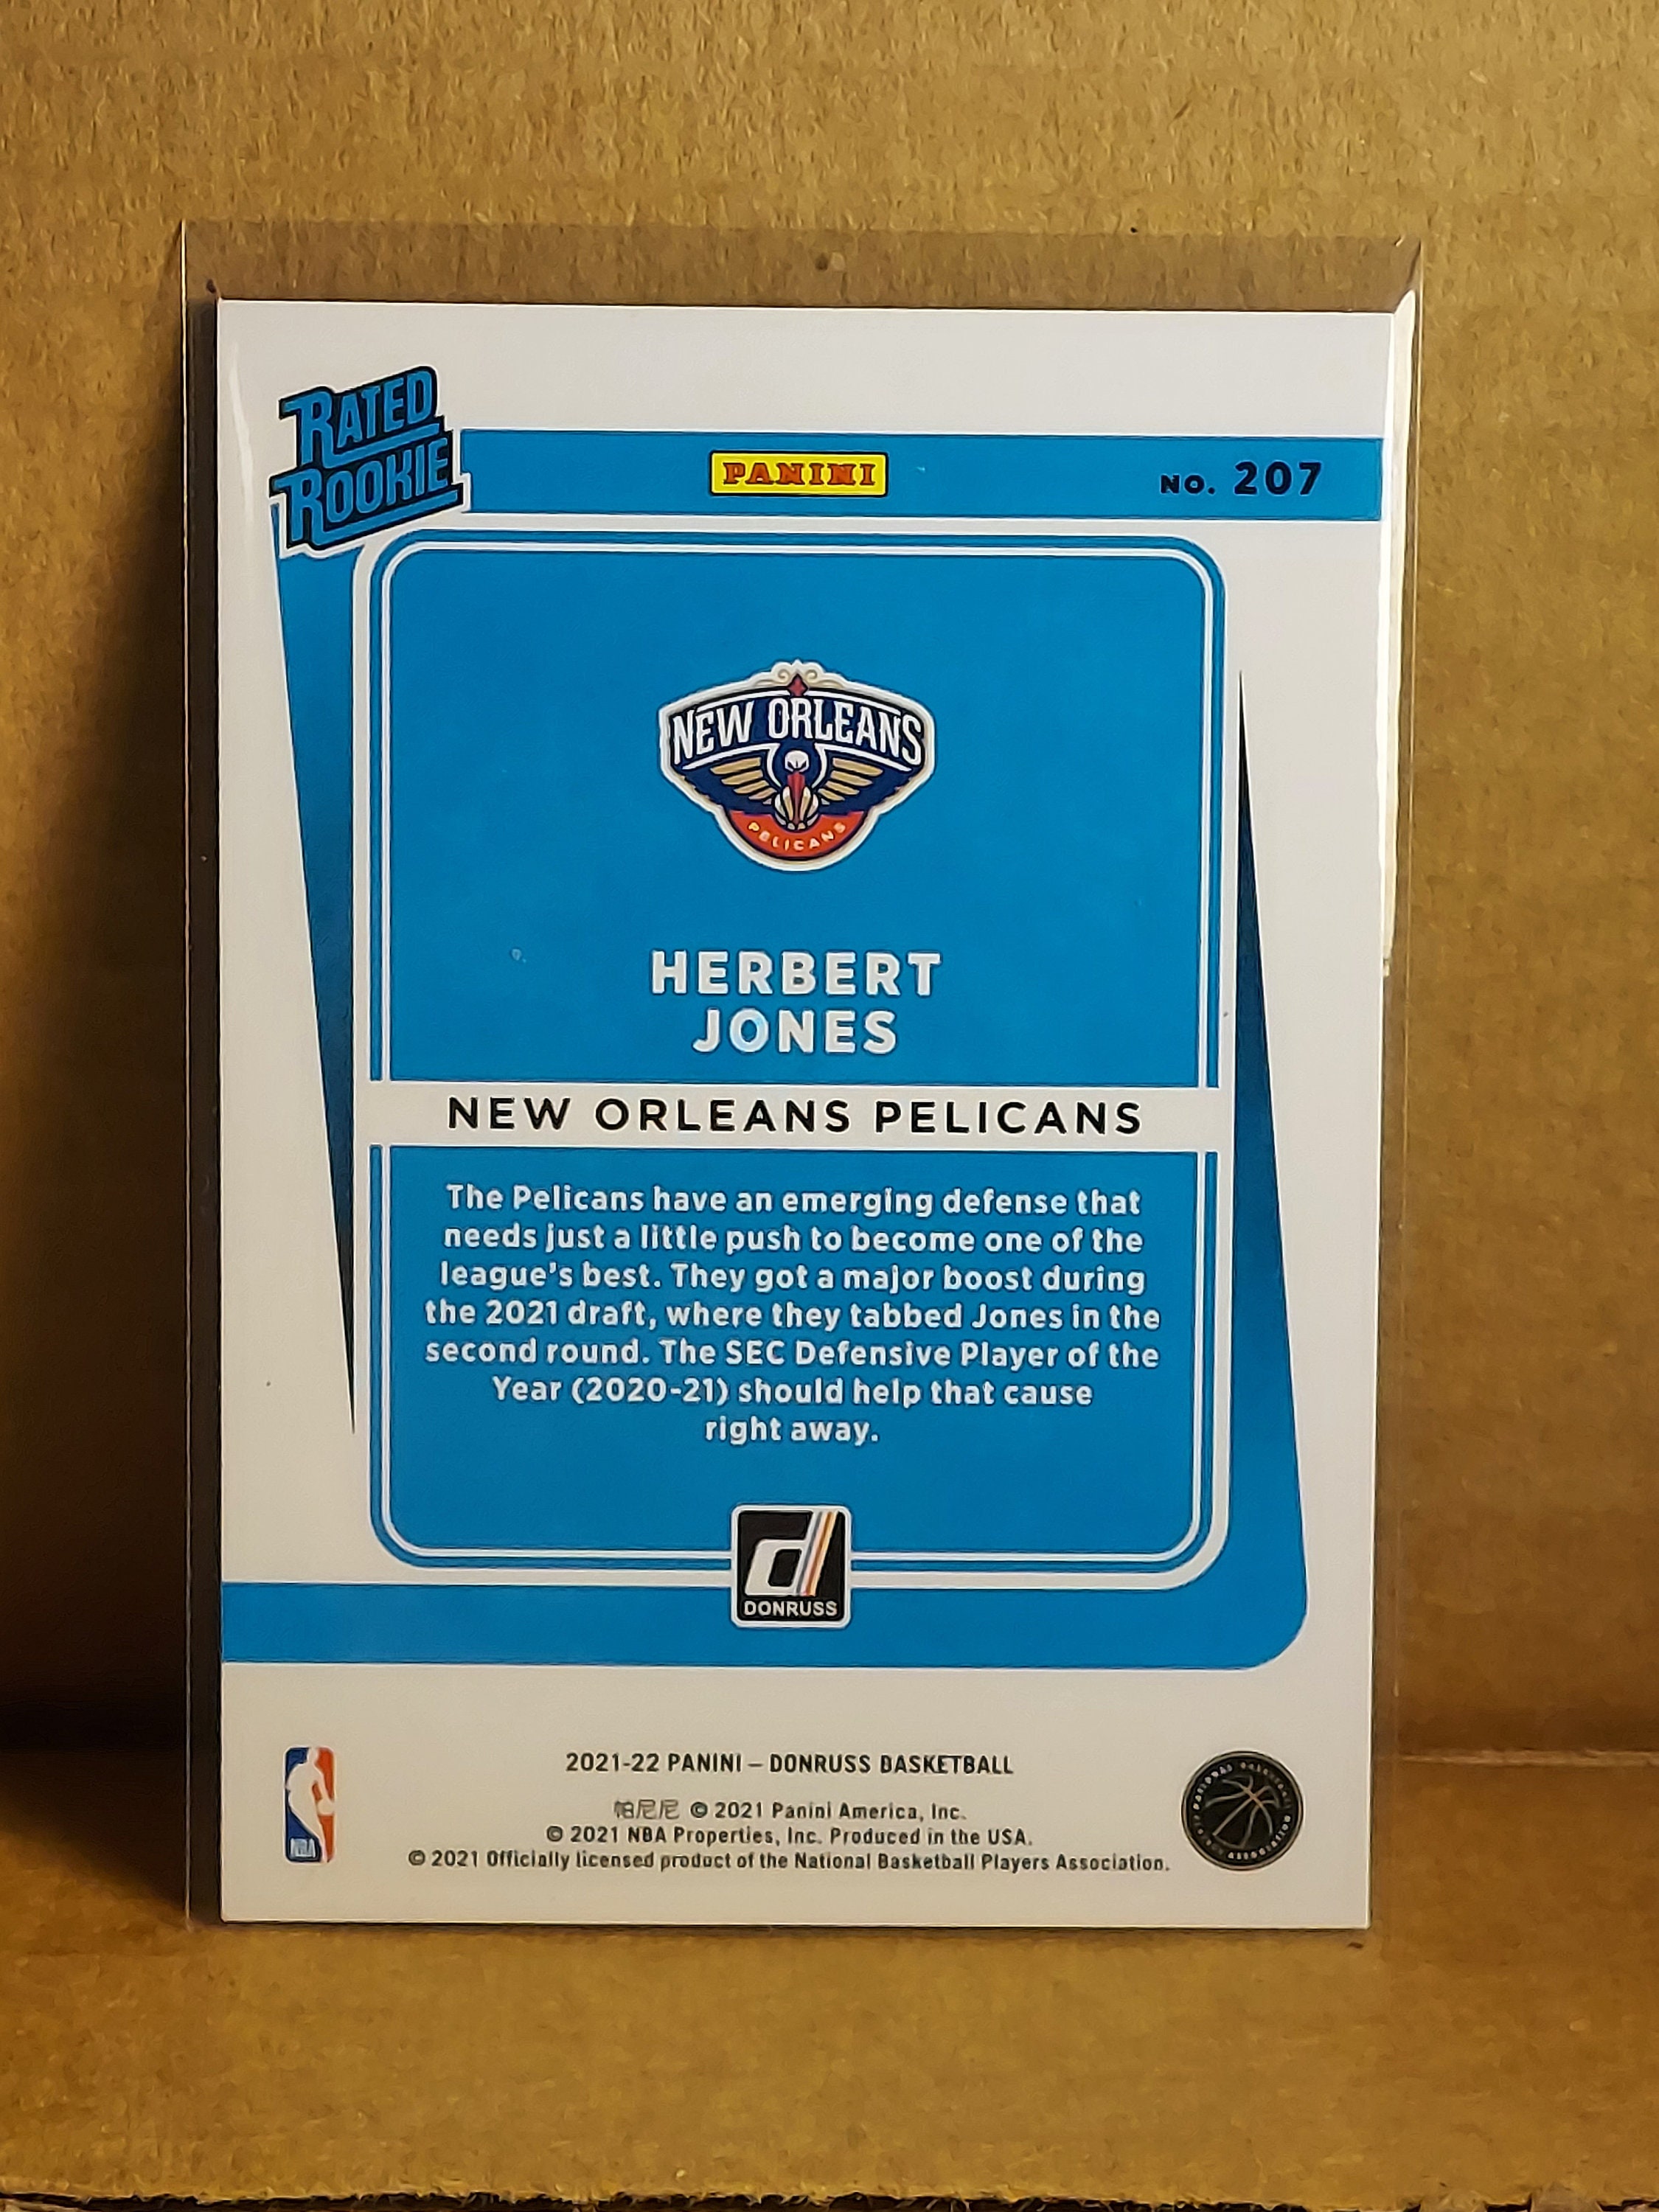 RATED
ROOKIE
PANINI
NO. 207
NEW ORLEANS
PELICANS
HERBERT
JONES
NEW ORLEANS PELICANS
The Pelicans have an emerging defense that
needs just a little push to become one of the
league's best. They got a major boost during
the 2021 draft, where they tabbed Jones in the
second round. The SEC Defensive Player of the
Year (2020-21) should help that cause
right away.
d
DONRUSS
2021-22 PANINI – DONRUSS BASKETBALL
帕尼尼 © 2021 Panini America, Inc.
© 2021 NBA Properties, Inc. Produced in the USA.
© 2021 Officially licensed product of the National Basketball Players Association.
NBA
NATIONAL BASKETBALL PLAYERS ASSOCIATION